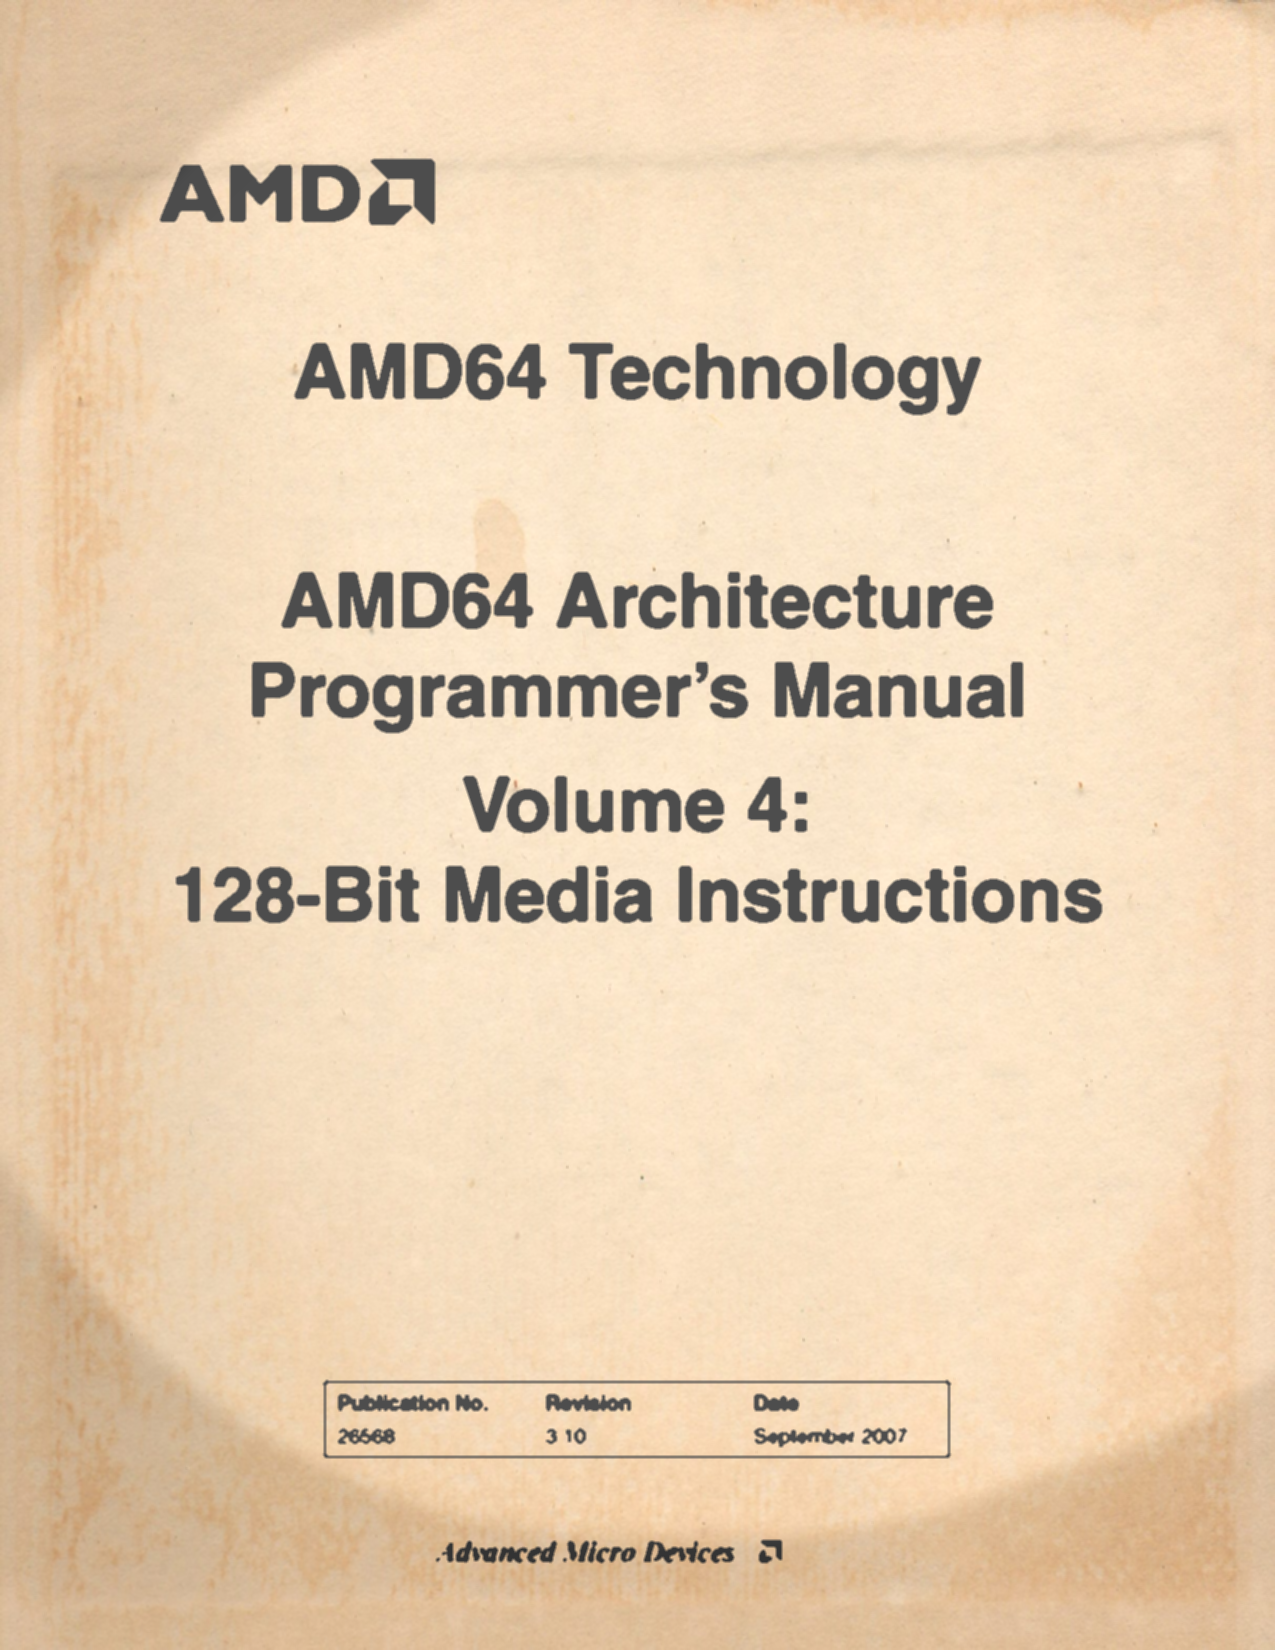 AMD
AMD64 Technology
AMD64 Architecture
Programmer's Manual
Volume 4:
128-Bit Media Instructions
Publication No. Revision Date
26568 3 10 September 2007
Advanced Micro Devices